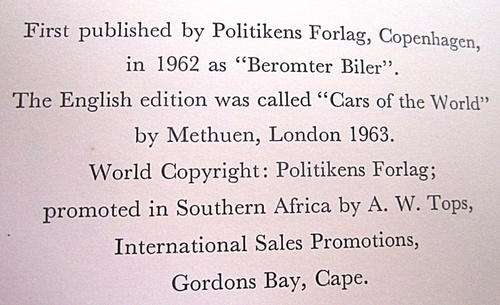 First published by Politikens Forlag, Copenhagen,
in 1962 as “Beromter Biler”.
The English edition was called “Cars of the World”
by Methuen, London 1963.
World Copyright: Politikens Forlag;
promoted in Southern Africa by A. W. Tops,
International Sales Promotions,
Gordons Bay, Cape.